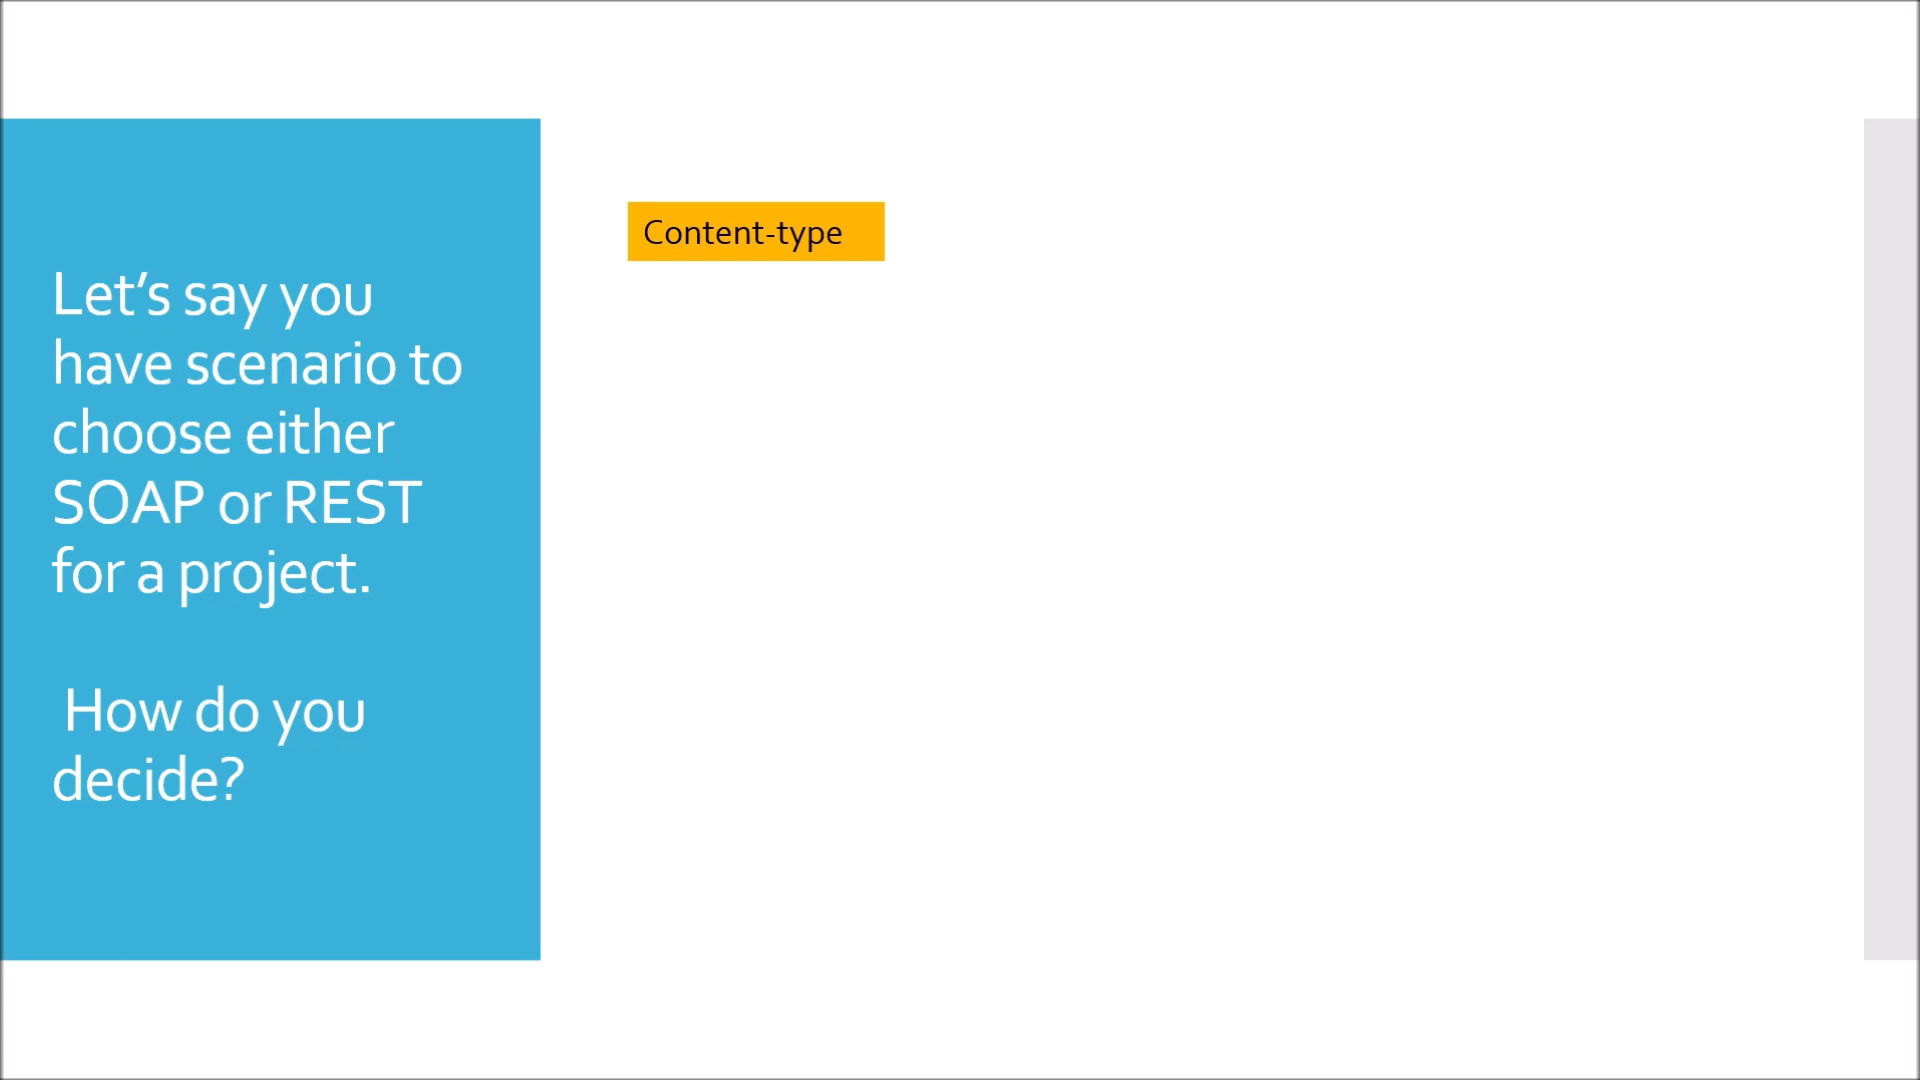 Let's say you
have scenario to
choose either
SOAP or REST
for a project.
How do you
decide?
Content-type